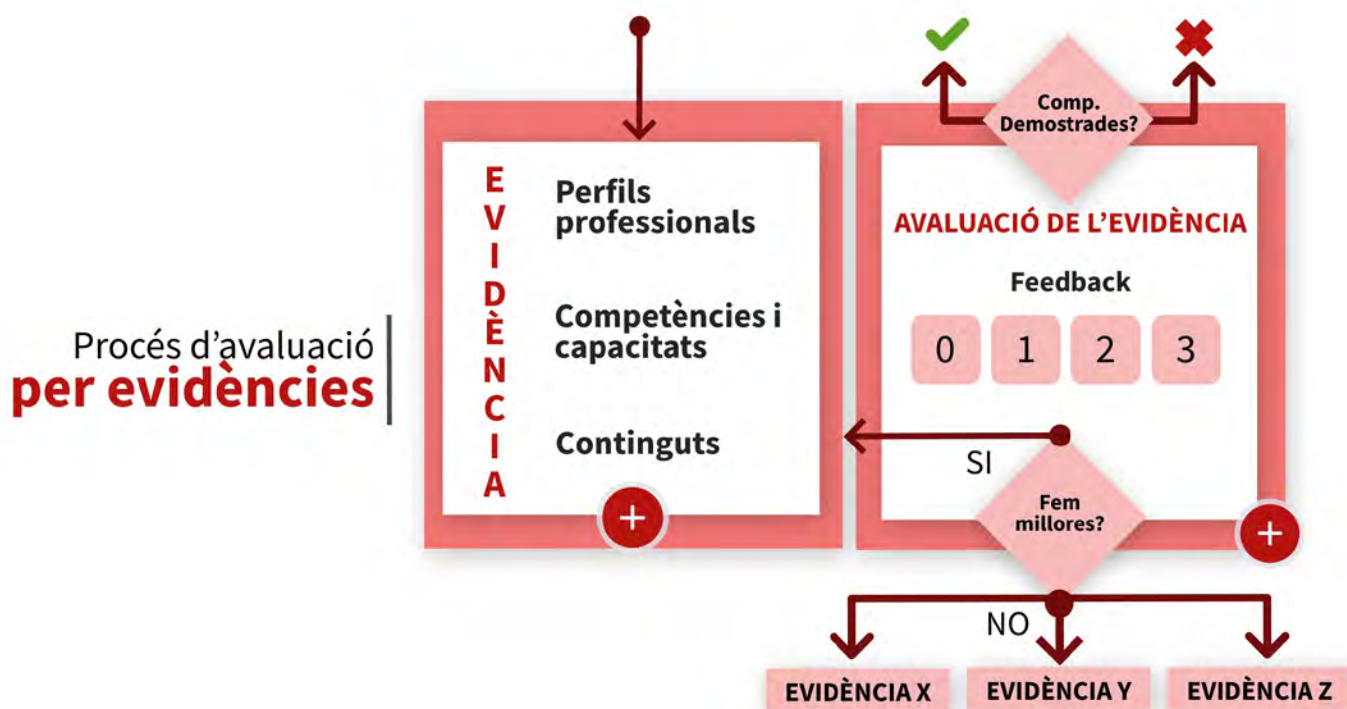 Procés d’avaluació
per evidències
EVIDÈNCIA
Perfils
professionals
Competències i
capacitats
Continguts
+
Comp.
Demostrades?
AVALUACIÓ DE L’EVIDÈNCIA
Feedback
0 1 2 3
SI
Fem
millores?
+
NO
EVIDÈNCIA X
EVIDÈNCIA Y
EVIDÈNCIA Z